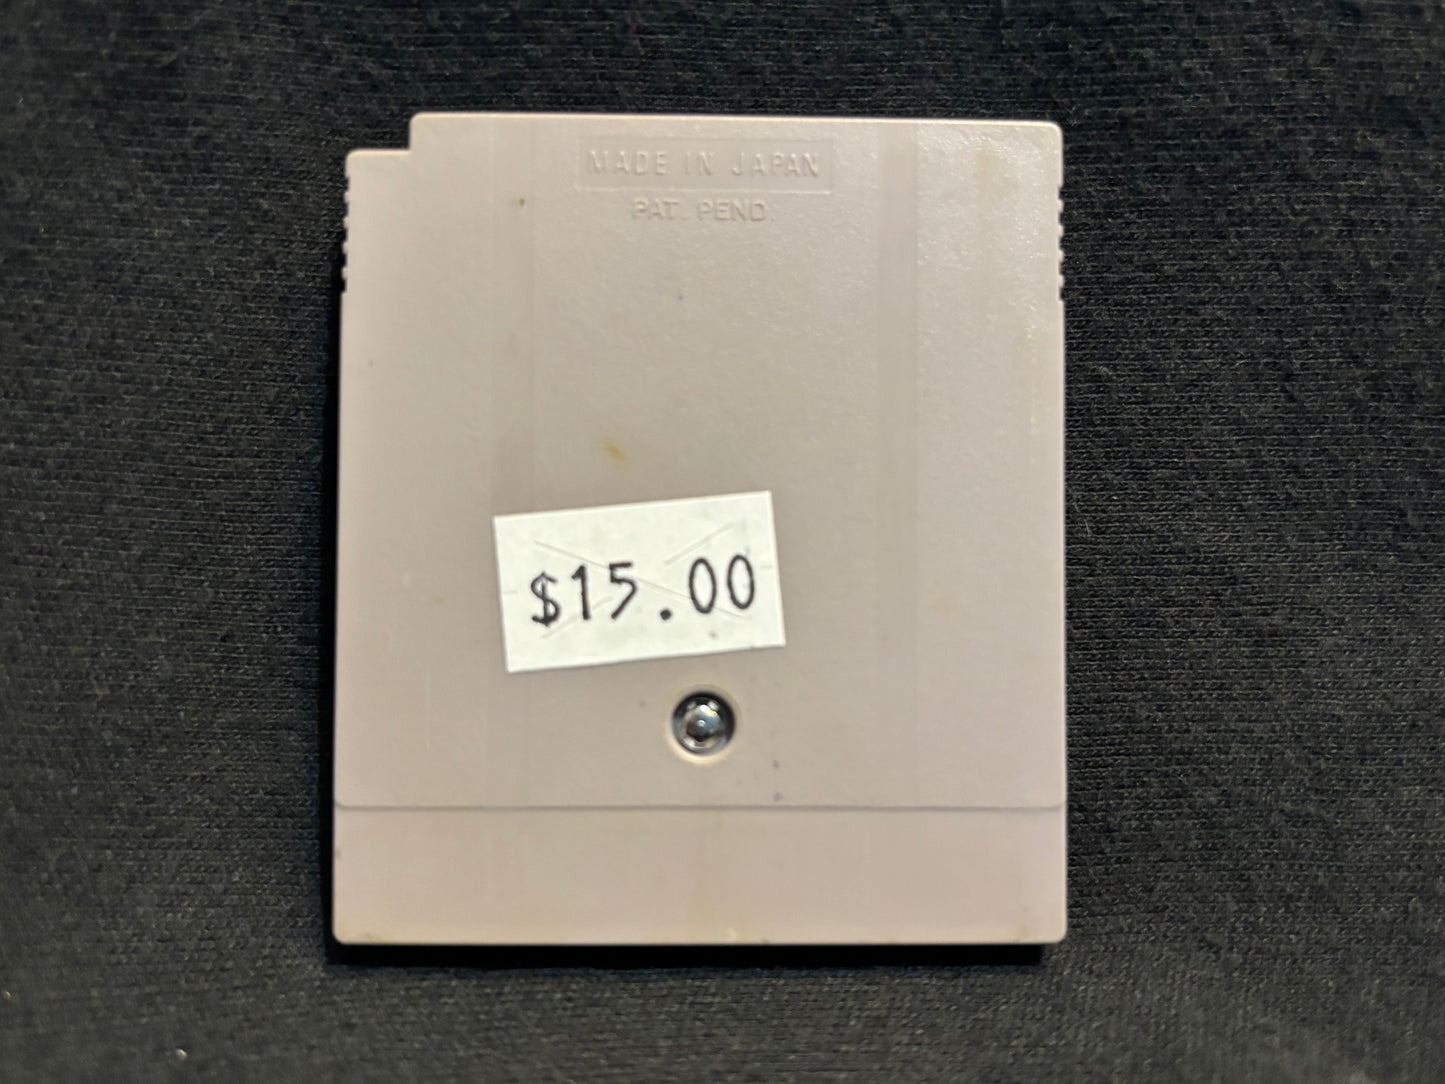 MADE IN JAPAN
PAT. PEND.
$15.00